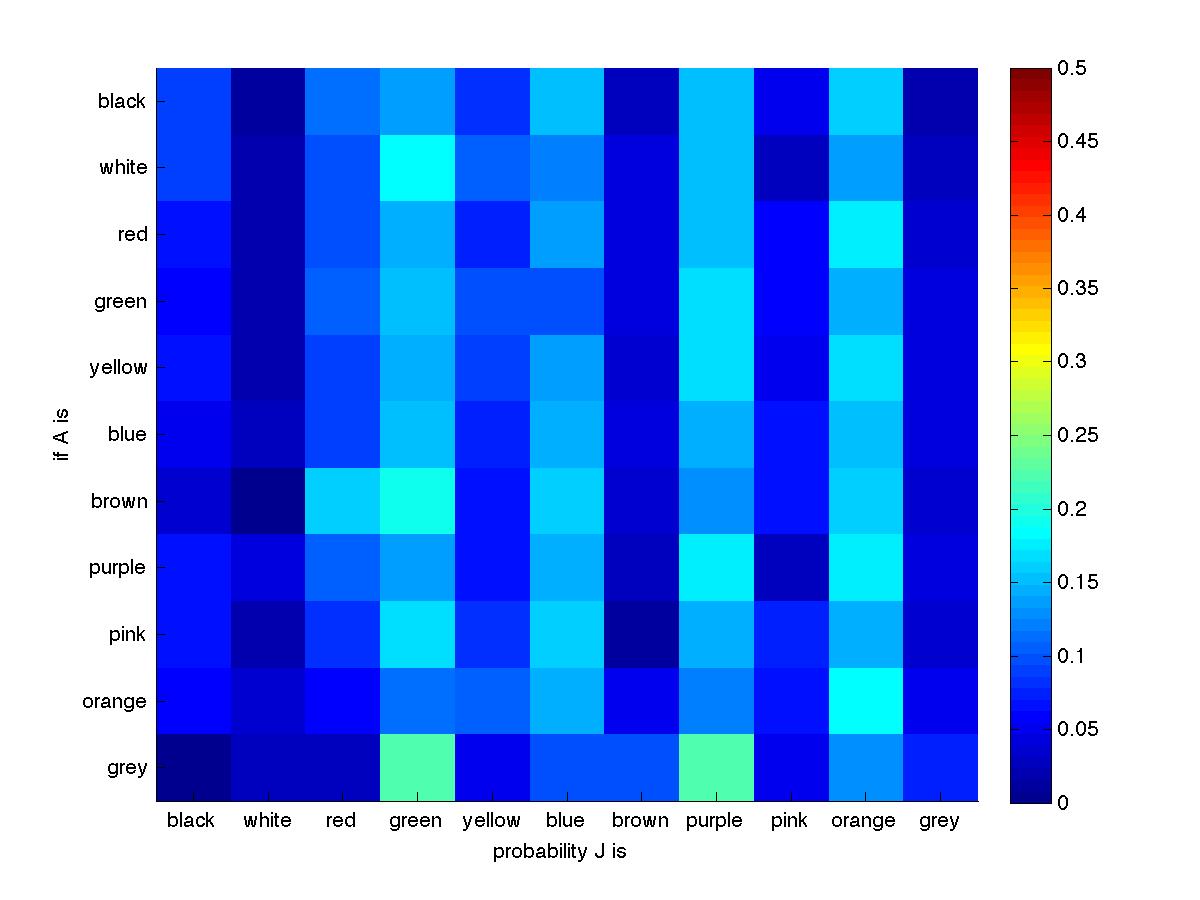 black
white
red
green
yellow
blue
brown
purple
pink
orange
grey
if A is
black white red green yellow blue brown purple pink orange grey
probability J is
0.5
0.45
0.4
0.35
0.3
0.25
0.2
0.15
0.1
0.05
0